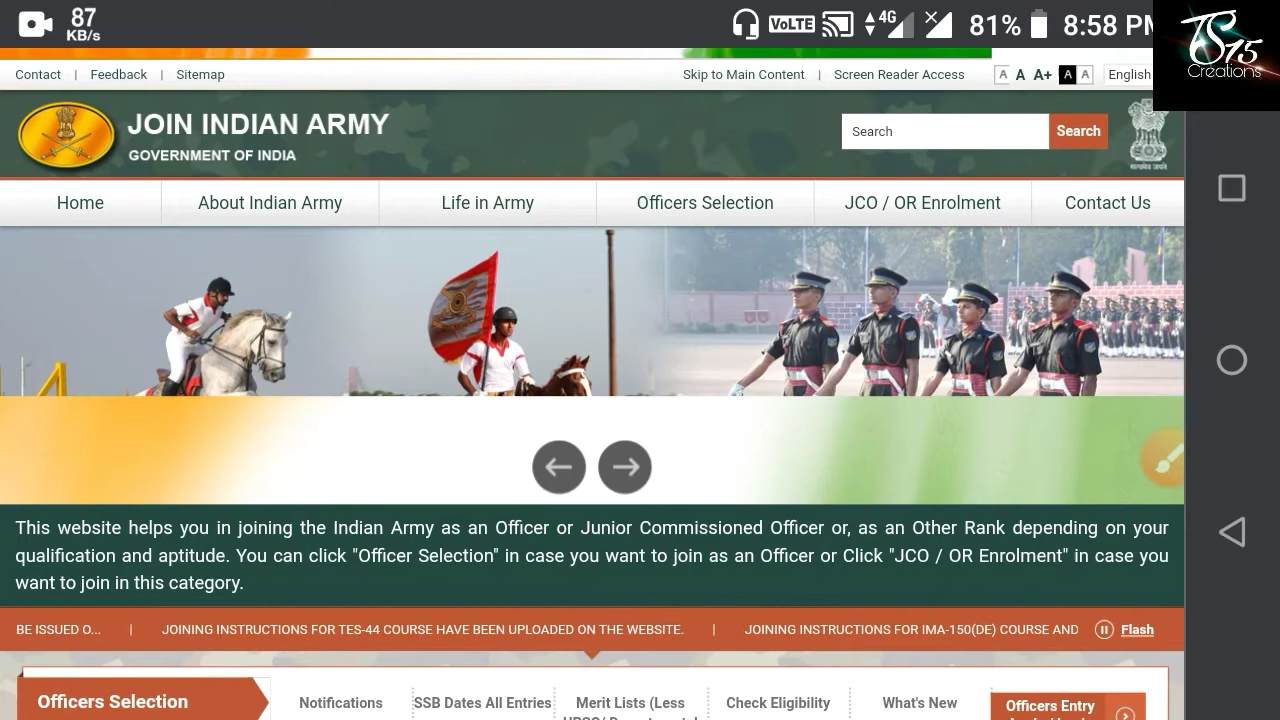 87
KB/s
VoLTE
4G
81%
8:58 PM
TS15
Creations
Contact | Feedback | Sitemap
Skip to Main Content | Screen Reader Access
A A A+ A A
English
JOIN INDIAN ARMY
GOVERNMENT OF INDIA
Search
Search
Home
About Indian Army
Life in Army
Officers Selection
JCO / OR Enrolment
Contact Us
This website helps you in joining the Indian Army as an Officer or Junior Commissioned Officer or, as an Other Rank depending on your
qualification and aptitude. You can click "Officer Selection" in case you want to join as an Officer or Click "JCO / OR Enrolment" in case you
want to join in this category.
BE ISSUED O... | JOINING INSTRUCTIONS FOR TES-44 COURSE HAVE BEEN UPLOADED ON THE WEBSITE. | JOINING INSTRUCTIONS FOR IMA-150(DE) COURSE AND
Flash
Officers Selection
Notifications
SSB Dates All Entries
Merit Lists (Less
Check Eligibility
What's New
Officers Entry